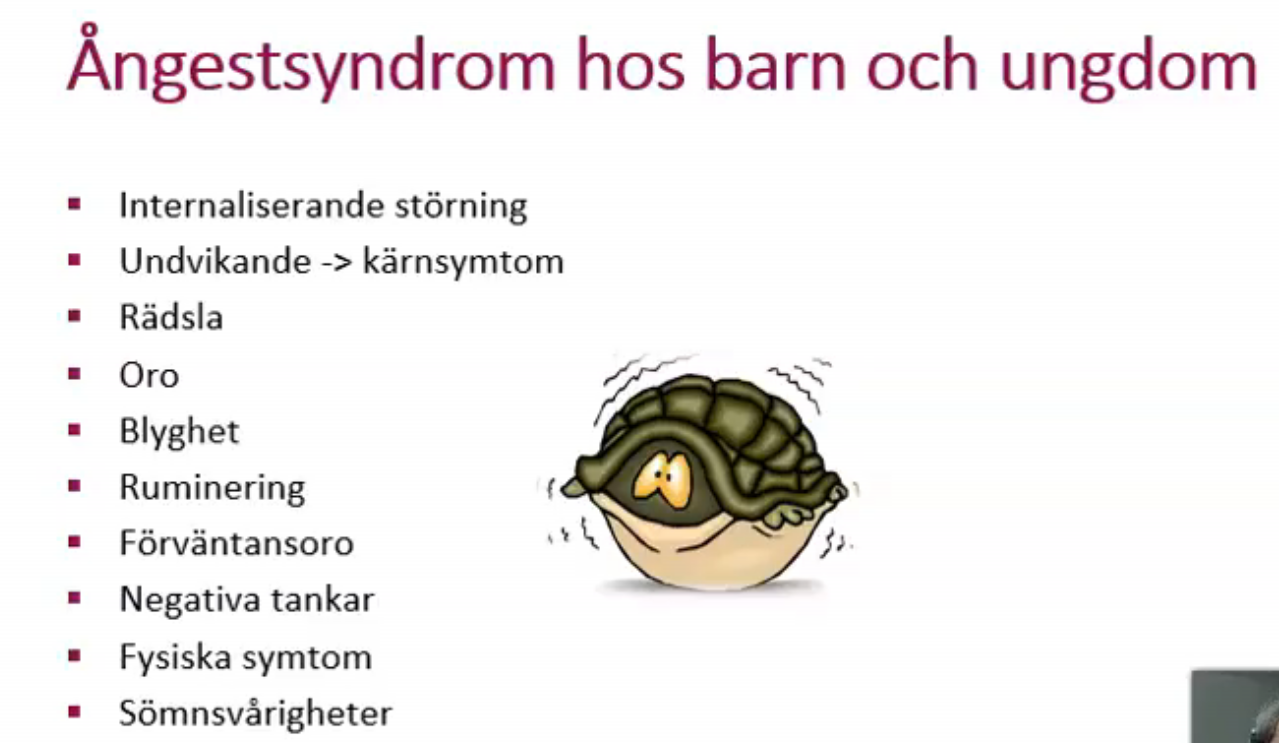 Ångestsyndrom hos barn och ungdom
Internaliserande störning
Undvikande -> kärnsymtom
Rädsla
Oro
Blyghet
Ruminering
Förväntansoro
Negativa tankar
Fysiska symtom
Sömnsvårigheter